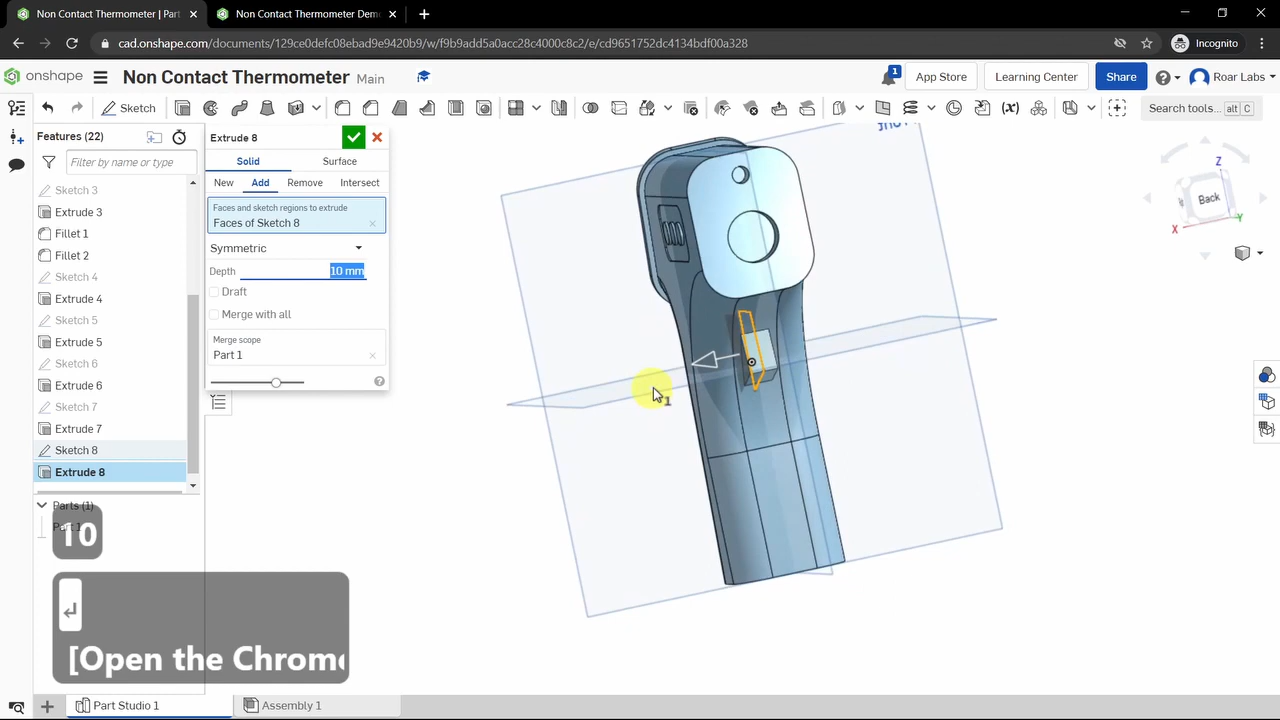 Non Contact Thermometer | Part
Non Contact Thermometer Dem
cad.onshape.com/documents/129ce0defc08ebad9e9420b9/w/f9b9add5a0acc28c4000c8c2/e/cd9651752dc4134bdf00a328
Incognito
onshape
Non Contact Thermometer Main
1
App Store
Learning Center
Share
Roar Labs
Sketch
(x)
Search tools...
alt C
Features (22)
Filter by name or type
Sketch 3
Extrude 3
Fillet 1
Fillet 2
Sketch 4
Extrude 4
Sketch 5
Extrude 5
Sketch 6
Extrude 6
Sketch 7
Extrude 7
Sketch 8
Extrude 8
Parts (1)
Extrude 8
Solid
Surface
New
Add
Remove
Intersect
Faces and sketch regions to extrude
Faces of Sketch 8
Symmetric
Depth
10 mm
Draft
Merge with all
Merge scope
Part 1
Z
Back
X
Y
10
[Open the Chrom
Part Studio 1
Assembly 1